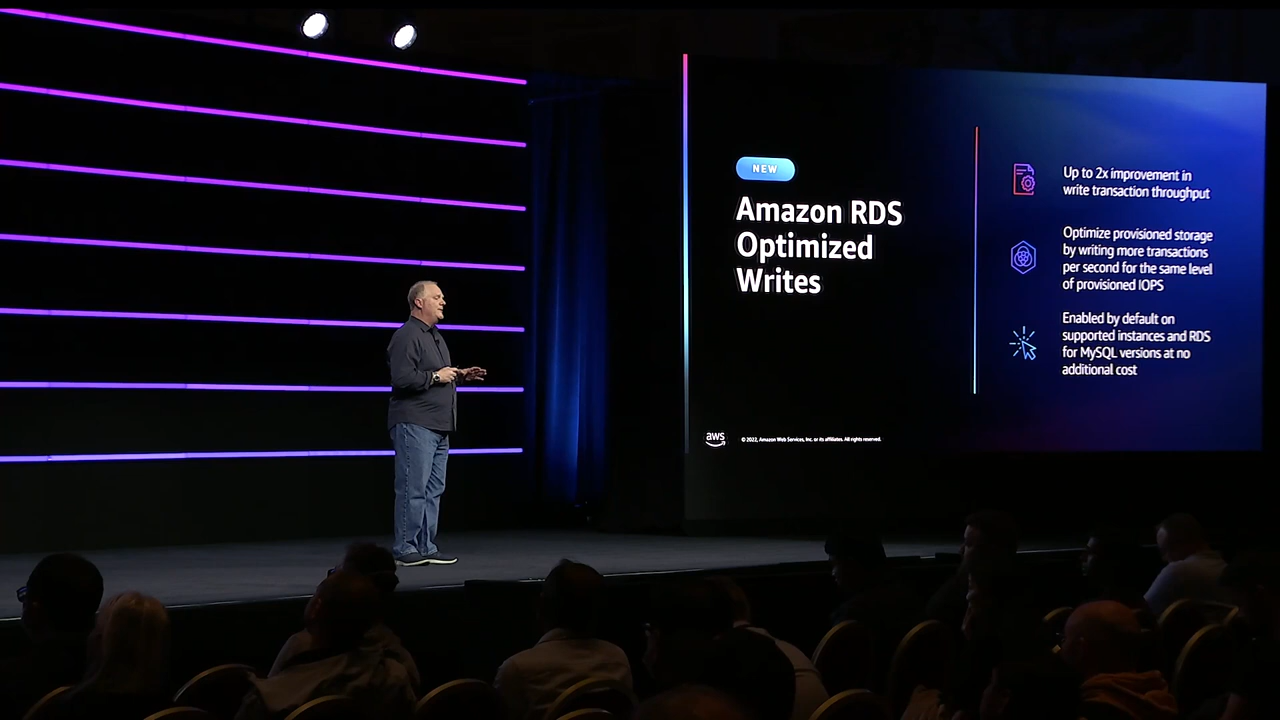 NEW
Amazon RDS
Optimized
Writes
Up to 2x improvement in
write transaction throughput
Optimize provisioned storage
by writing more transactions
per second for the same level
of provisioned IOPS
Enabled by default on
supported instances and RDS
for MySQL versions at no
additional cost
aws
© 2022, Amazon Web Services, Inc. or its affiliates. All rights reserved.